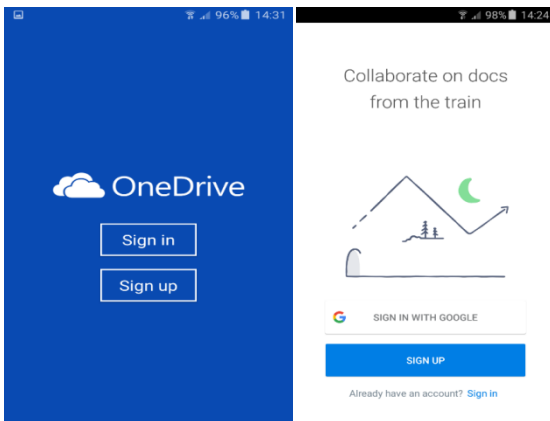 96% 14:31
OneDrive
Sign in
Sign up
98% 14:24
Collaborate on docs
from the train
SIGN IN WITH GOOGLE
SIGN UP
Already have an account? Sign in